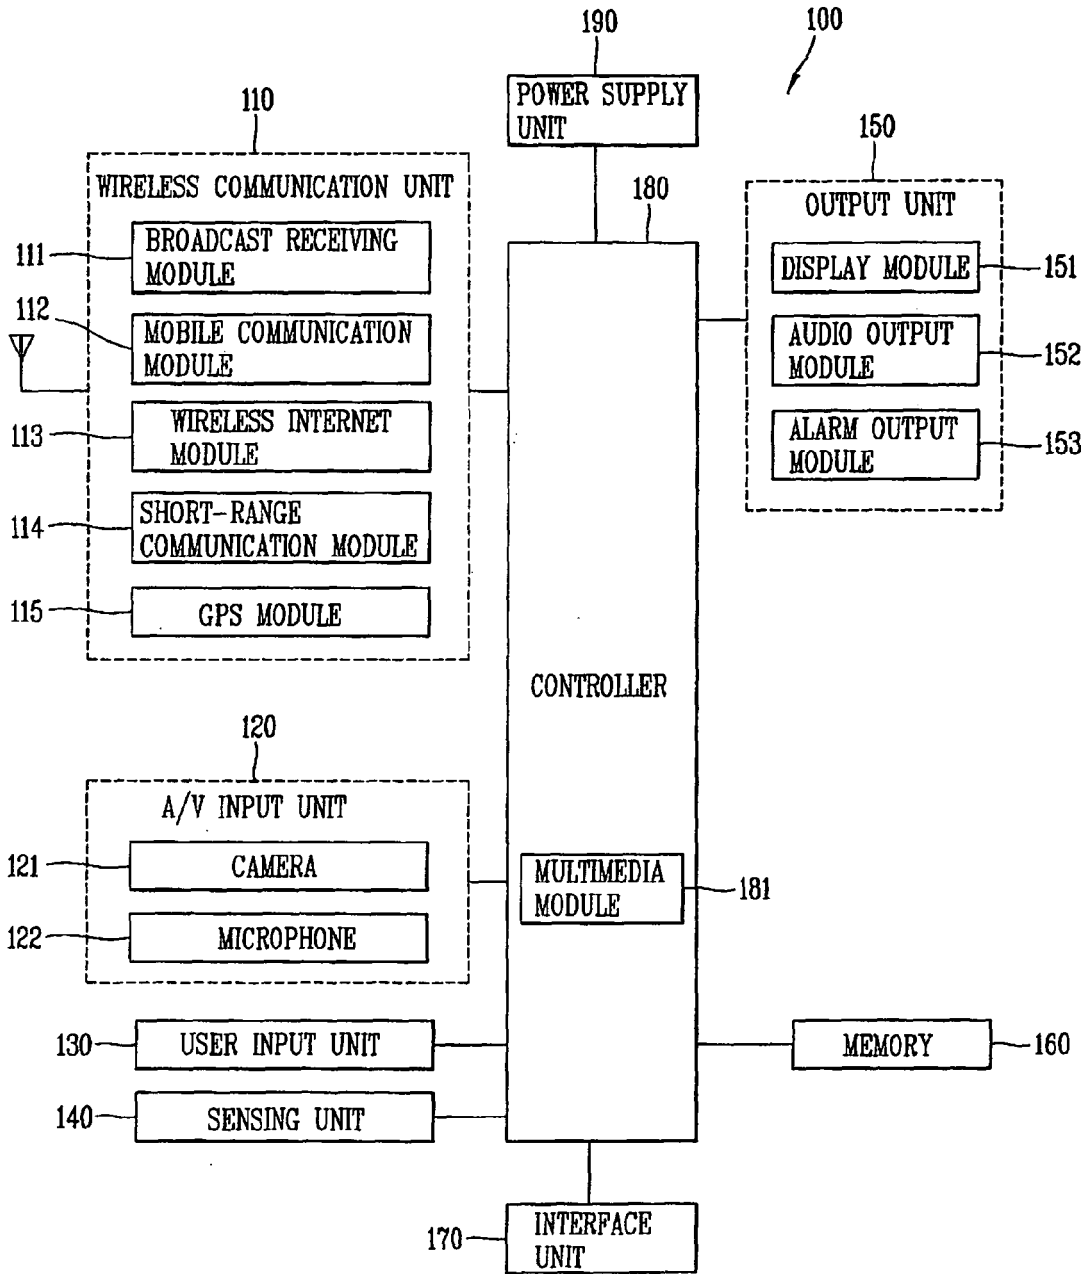 190
100
POWER SUPPLY
UNIT
110
150
WIRELESS COMMUNICATION UNIT
180
OUTPUT UNIT
111
BROADCAST RECEIVING
MODULE
DISPLAY MODULE
151
112
MOBILE COMMUNICATION
MODULE
AUDIO OUTPUT
MODULE
152
113
WIRELESS INTERNET
MODULE
ALARM OUTPUT
MODULE
153
114
SHORT-RANGE
COMMUNICATION MODULE
115
GPS MODULE
CONTROLLER
120
A/V INPUT UNIT
121
CAMERA
MULTIMEDIA
MODULE
181
122
MICROPHONE
130
USER INPUT UNIT
MEMORY
160
140
SENSING UNIT
170
INTERFACE
UNIT